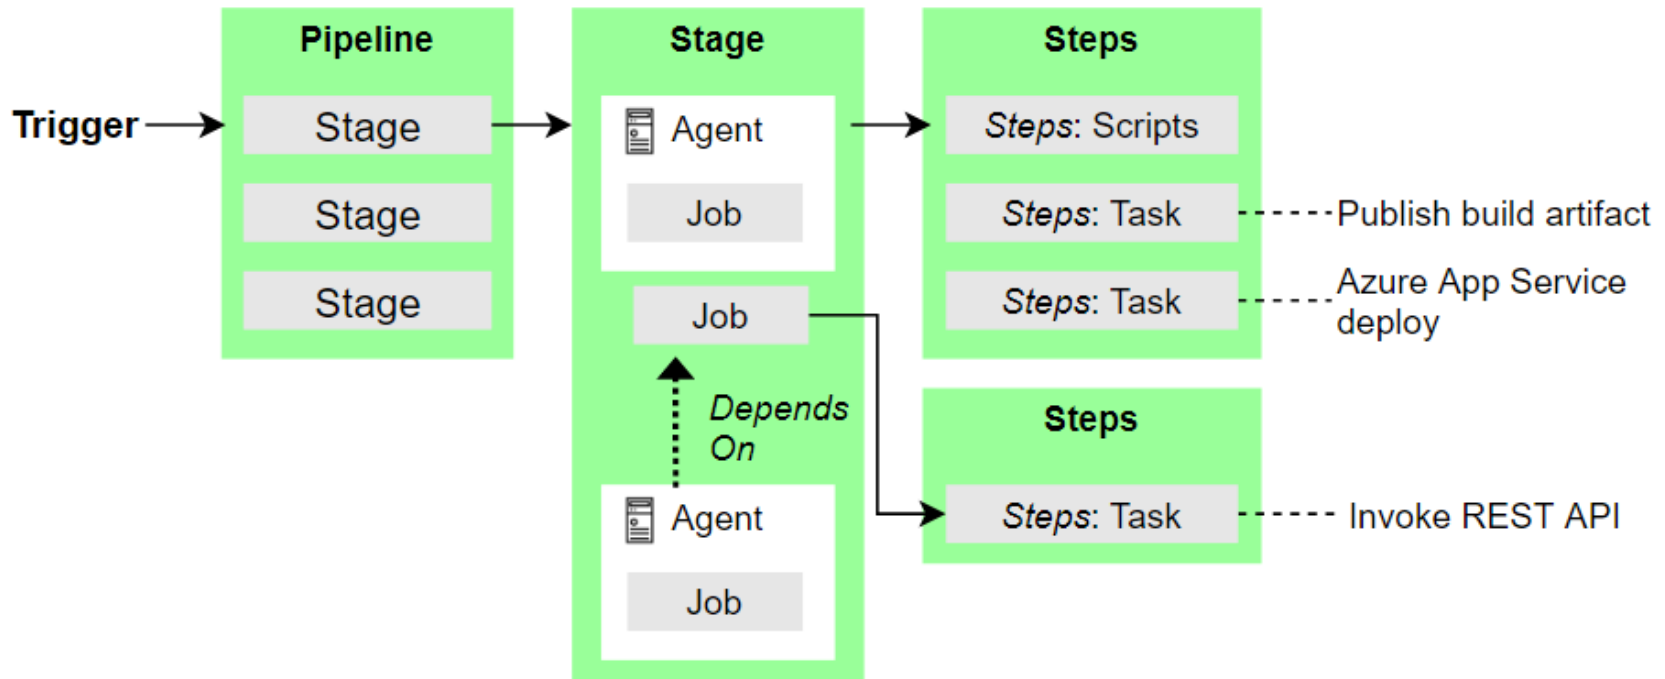 Pipeline
Stage
Steps
Trigger
Stage
Agent
Steps: Scripts
Stage
Job
Steps: Task
Publish build artifact
Stage
Job
Steps: Task
Azure App Service
deploy
Depends
On
Steps
Agent
Steps: Task
Invoke REST API
Job